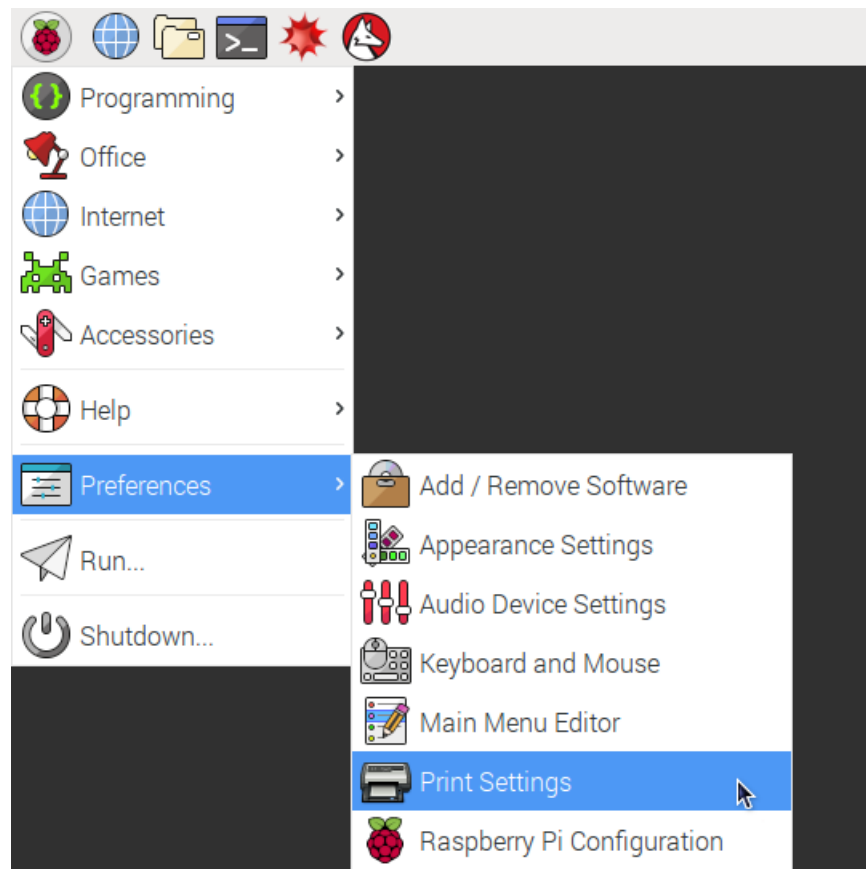 >_
Programming
Office
Internet
Games
Accessories
Help
Preferences
Run...
Shutdown...
Add / Remove Software
Appearance Settings
Audio Device Settings
Keyboard and Mouse
Main Menu Editor
Print Settings
Raspberry Pi Configuration